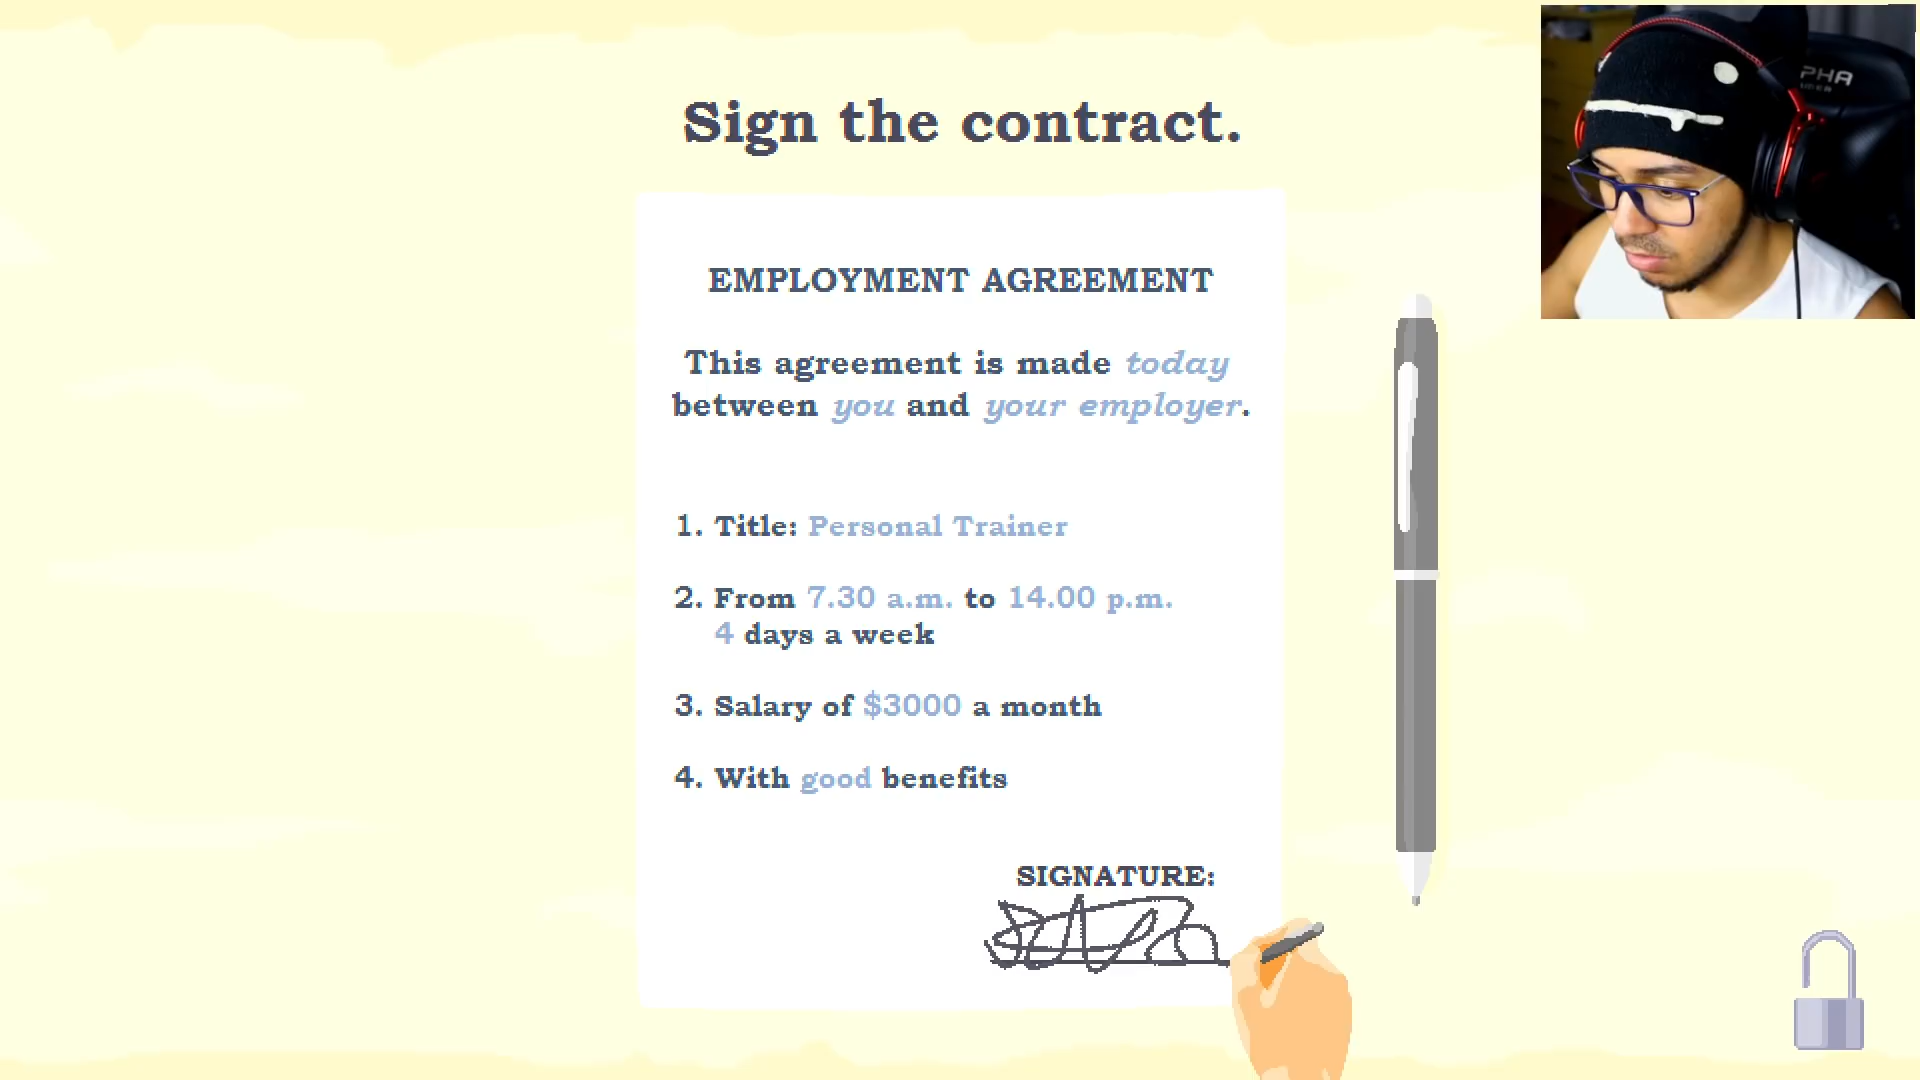 Sign the contract.
EMPLOYMENT AGREEMENT
This agreement is made today
between you and your employer.
1. Title: Personal Trainer
2. From 7.30 a.m. to 14.00 p.m.
4 days a week
3. Salary of $3000 a month
4. With good benefits
SIGNATURE: